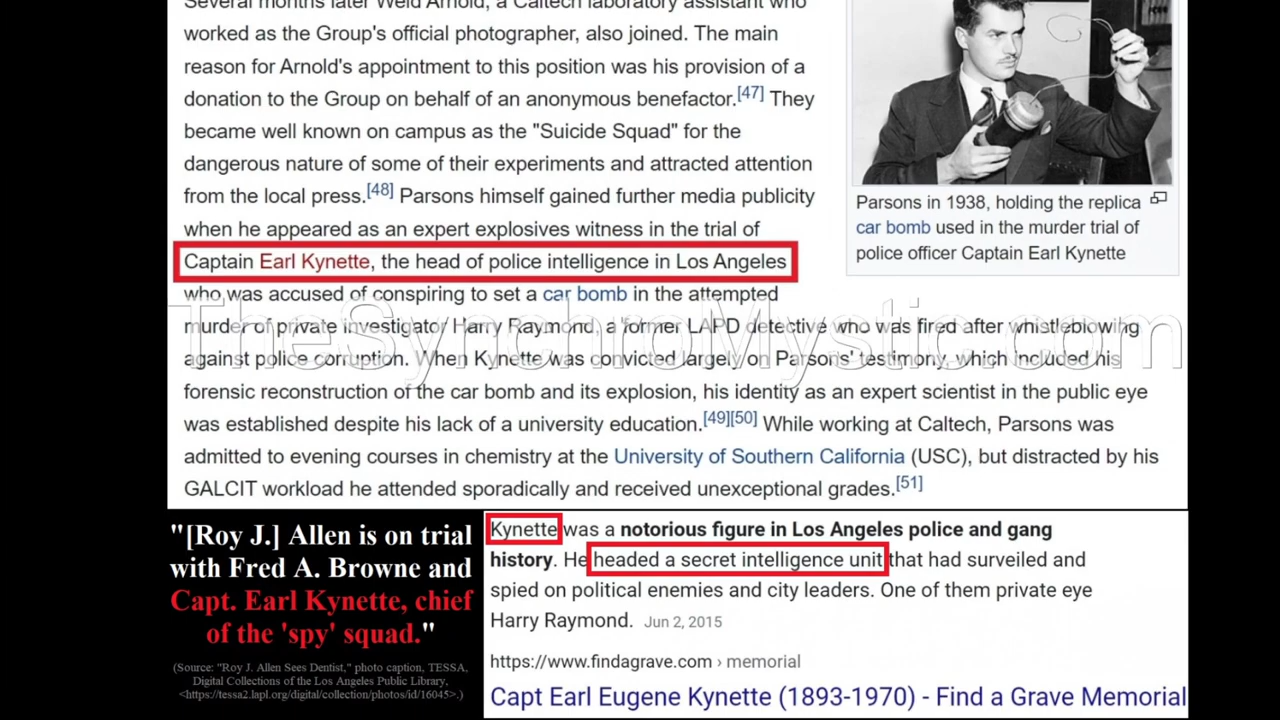 Several months later Weld Arnold, a Caltech laboratory assistant who
worked as the Group's official photographer, also joined. The main
reason for Arnold's appointment to this position was his provision of a
donation to the Group on behalf of an anonymous benefactor.[47] They
became well known on campus as the "Suicide Squad" for the
dangerous nature of some of their experiments and attracted attention
from the local press.[48] Parsons himself gained further media publicity
when he appeared as an expert explosives witness in the trial of
Captain Earl Kynette, the head of police intelligence in Los Angeles
who was accused of conspiring to set a car bomb in the attempted
murder of private investigator Harry Raymond, a former LAPD detective who was fired after whistleblowing
against police corruption. When Kynette was convicted largely on Parsons' testimony, which included his
forensic reconstruction of the car bomb and its explosion, his identity as an expert scientist in the public eye
was established despite his lack of a university education.[49][50] While working at Caltech, Parsons was
admitted to evening courses in chemistry at the University of Southern California (USC), but distracted by his
GALCIT workload he attended sporadically and received unexceptional grades.[51]
Parsons in 1938, holding the replica
car bomb used in the murder trial of
police officer Captain Earl Kynette
TheSynchroMystic.com
"[Roy J.] Allen is on trial
with Fred A. Browne and
Capt. Earl Kynette, chief
of the 'spy' squad."
(Source: "Roy J. Allen Sees Dentist," photo caption, TESSA,
Digital Collections of the Los Angeles Public Library,
<https://tessa2.lapl.org/digital/collection/photos/id/16045>.)
Kynette was a notorious figure in Los Angeles police and gang
history. He headed a secret intelligence unit that had surveiled and
spied on political enemies and city leaders. One of them private eye
Harry Raymond. Jun 2, 2015
https://www.findagrave.com › memorial
Capt Earl Eugene Kynette (1893-1970) - Find a Grave Memorial